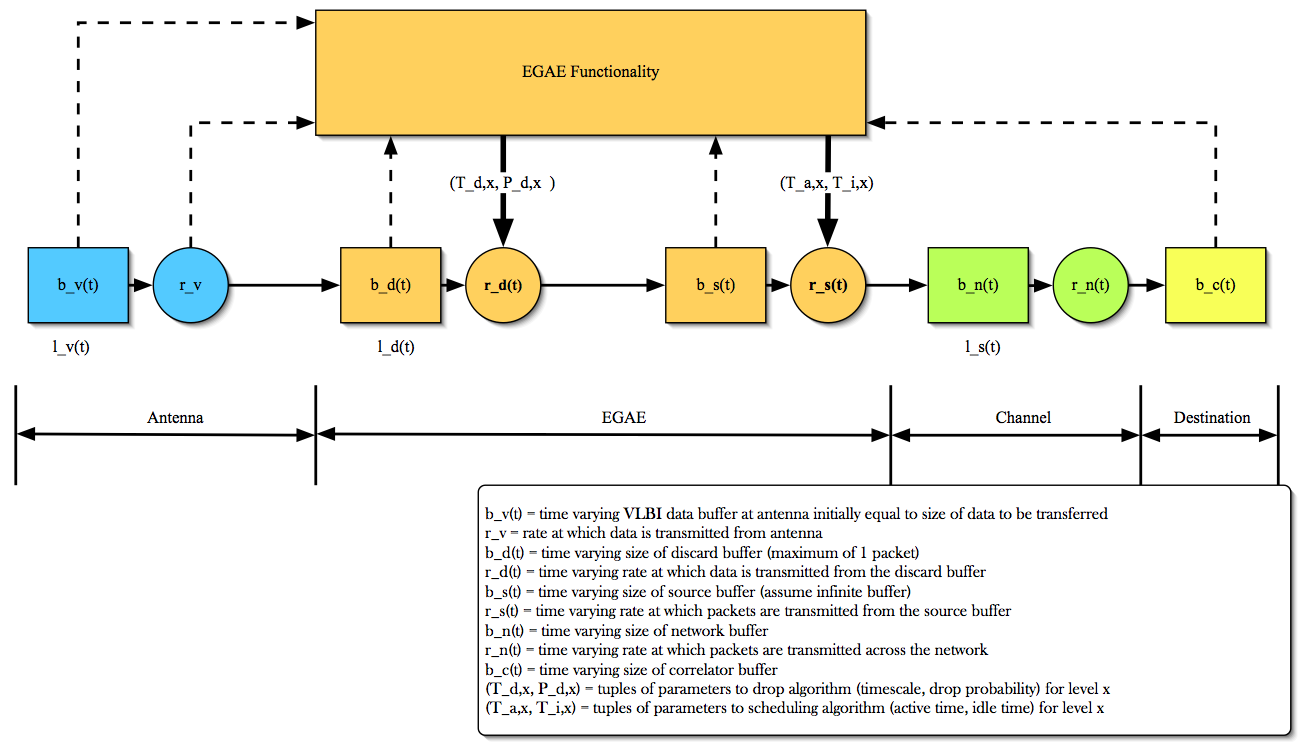 EGAE Functionality
(T_d,x, P_d,x )
(T_a,x, T_i,x)
b_v(t)
r_v
b_d(t)
r_d(t)
b_s(t)
r_s(t)
b_n(t)
r_n(t)
b_c(t)
l_v(t)
l_d(t)
l_s(t)
Antenna
EGAE
Channel
Destination
b_v(t) = time varying VLBI data buffer at antenna initially equal to size of data to be transferred
r_v = rate at which data is transmitted from antenna
b_d(t) = time varying size of discard buffer (maximum of 1 packet)
r_d(t) = time varying rate at which data is transmitted from the discard buffer
b_s(t) = time varying size of source buffer (assume infinite buffer)
r_s(t) = time varying rate at which packets are transmitted from the source buffer
b_n(t) = time varying size of network buffer
r_n(t) = time varying rate at which packets are transmitted across the network
b_c(t) = time varying size of correlator buffer
(T_d,x, P_d,x) = tuples of parameters to drop algorithm (timescale, drop probability) for level x
(T_a,x, T_i,x) = tuples of parameters to scheduling algorithm (active time, idle time) for level x